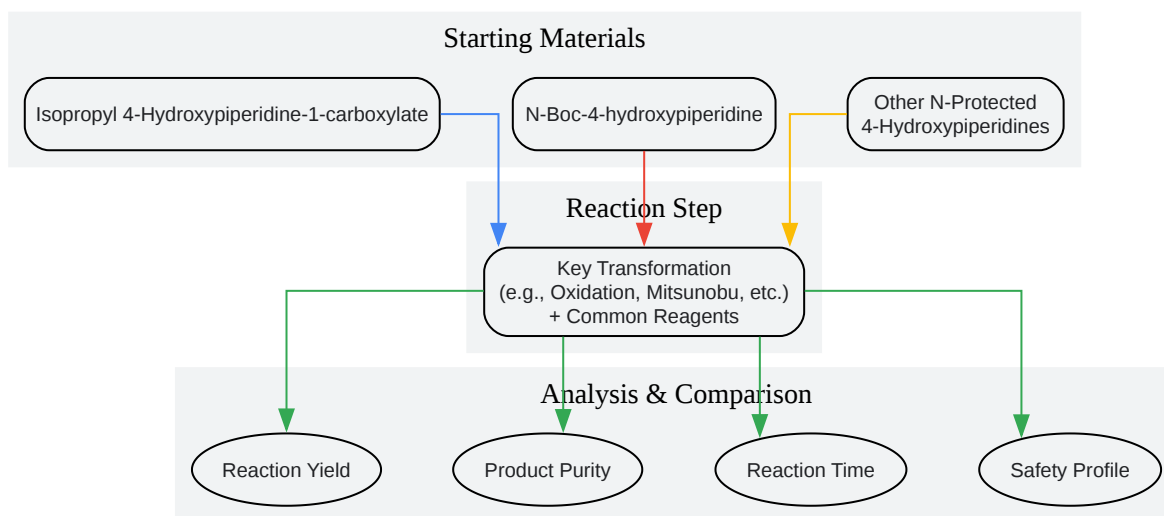 Starting Materials
Isopropyl 4-Hydroxypiperidine-1-carboxylate
N-Boc-4-hydroxypiperidine
Other N-Protected
4-Hydroxypiperidines
Reaction Step
Key Transformation
(e.g., Oxidation, Mitsunobu, etc.)
+ Common Reagents
Analysis & Comparison
Reaction Yield
Product Purity
Reaction Time
Safety Profile